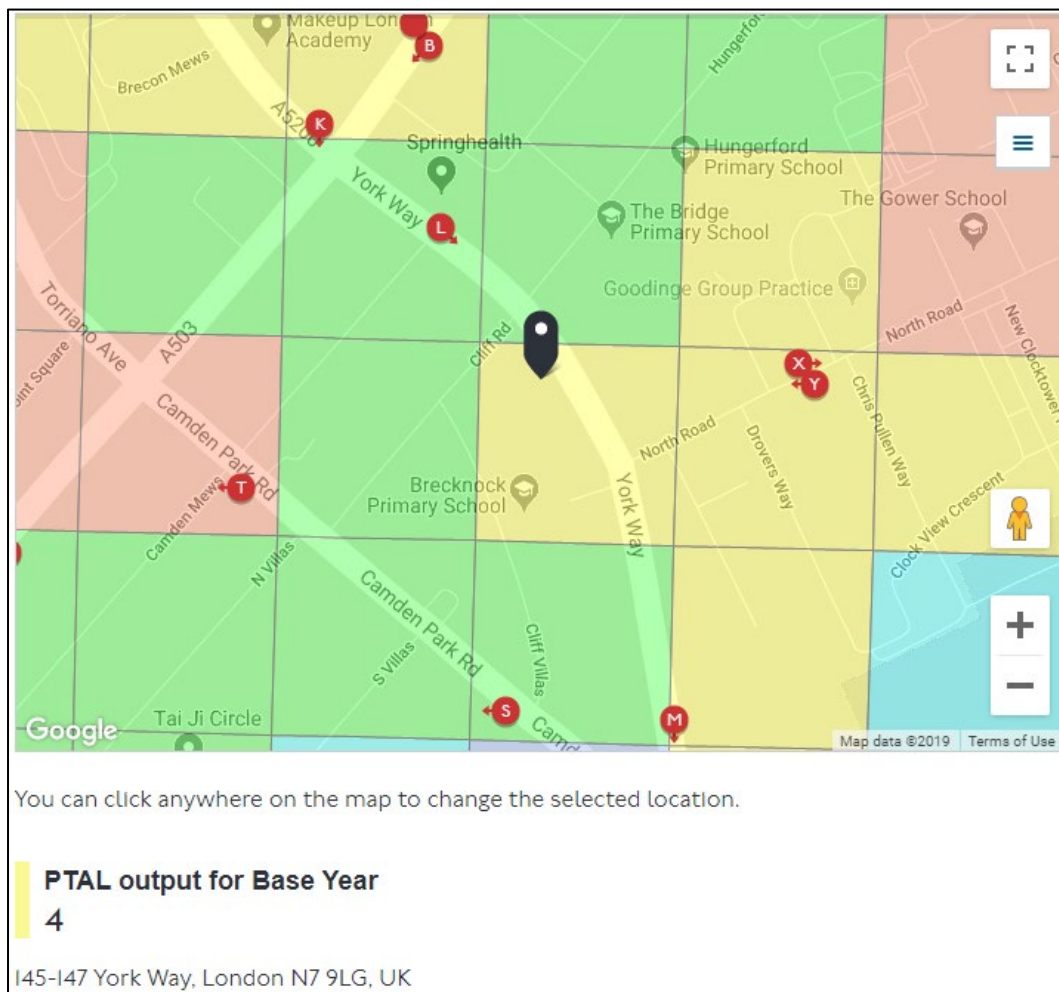 Makeup London
Academy
B
Brecon Mews
Hungerford
A5200
K
Springhealth
Hungerford
Primary School
York Way
The Gower School
L
The Bridge
Primary School
Goodinge Group Practice
Torriano Ave
A503
Cliff Rd
North Road
New Clocktower
int Square
X
Y
Camden Park Rd
Chris Pullen Way
North Road
Drovers Way
T
Brecknock
Primary School
York Way
Camden Mews
Clock View Crescent
N Villas
Camden Park Rd
Cliff Villas
S Villas
S
M
Tai Ji Circle
Camd
Google
Map data ©2019
Terms of Use
You can click anywhere on the map to change the selected location.
PTAL output for Base Year
4
145-147 York Way, London N7 9LG, UK